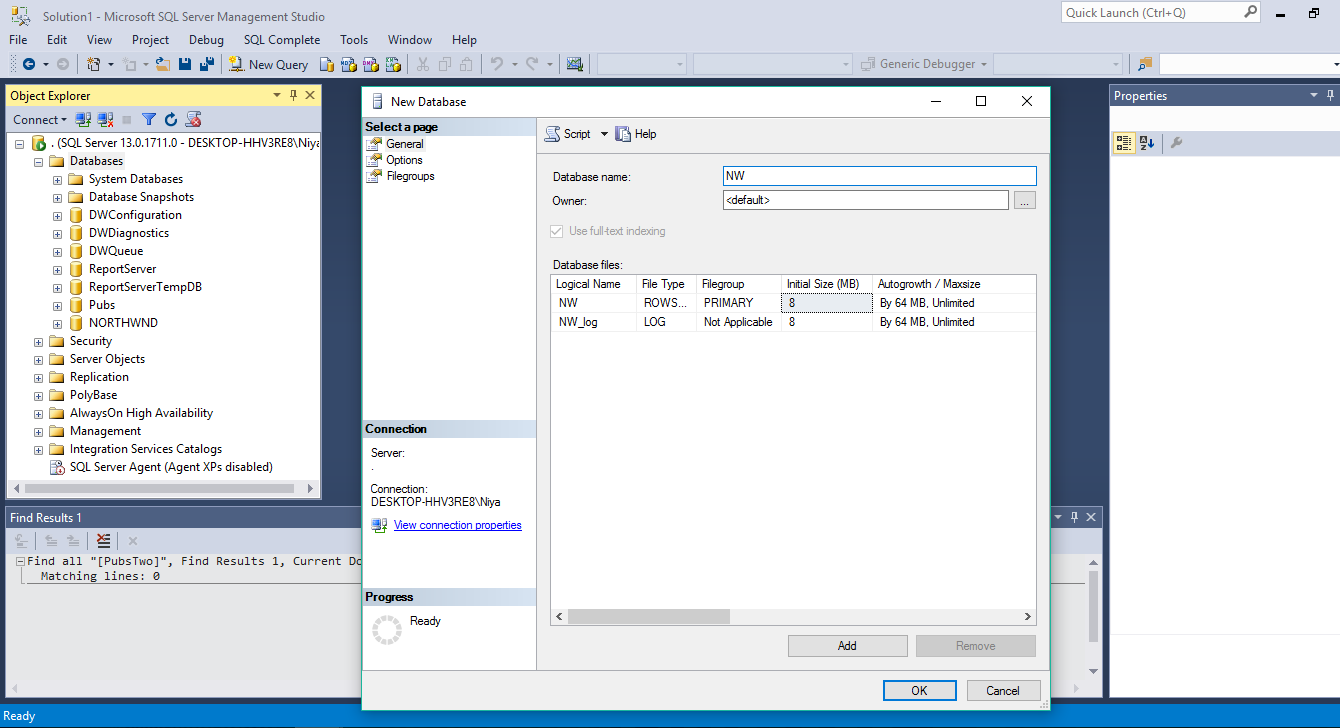 Solution1 - Microsoft SQL Server Management Studio
Quick Launch (Ctrl+Q)
File Edit View Project Debug SQL Complete Tools Window Help
New Query
Generic Debugger
Object Explorer
Connect
. (SQL Server 13.0.1711.0 - DESKTOP-HHV3RE8\Niya
Databases
System Databases
Database Snapshots
DWConfiguration
DWDiagnostics
DWQueue
ReportServer
ReportServerTempDB
Pubs
NORTHWND
Security
Server Objects
Replication
PolyBase
AlwaysOn High Availability
Management
Integration Services Catalogs
SQL Server Agent (Agent XPs disabled)
Find Results 1
Find all "[PubsTwo]", Find Results 1, Current Do
Matching lines: 0
New Database
Select a page
General
Options
Filegroups
Connection
Server:
.
Connection:
DESKTOP-HHV3RE8\Niya
View connection properties
Progress
Ready
Script Help
Database name: NW
Owner: <default> ...
Use full-text indexing
Database files:
Logical Name File Type Filegroup Initial Size (MB) Autogrowth / Maxsize
NW ROWS... PRIMARY 8 By 64 MB, Unlimited
NW_log LOG Not Applicable 8 By 64 MB, Unlimited
Add Remove
OK Cancel
Properties
Ready